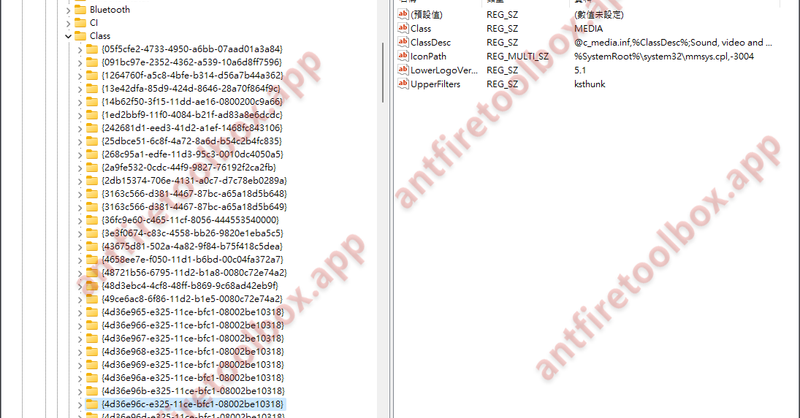 Bluetooth
CI
Class
{05f5cfe2-4733-4950-a6bb-07aad01a3a84}
{091bc97e-2352-4362-a539-10a6d8ff7596}
{1264760f-a5c8-4bfe-b314-d56a7b44a362}
{13e42dfa-85d9-424d-8646-28a70f864f9c}
{14b62f50-3f15-11dd-ae16-0800200c9a66}
{1ed2bbf9-11f0-4084-b21f-ad83a8e6dcdc}
{242681d1-eed3-41d2-a1ef-1468fc843106}
{25dbce51-6c8f-4a72-8a6d-b54c2b4fc835}
{268c95a1-edfe-11d3-95c3-0010dc4050a5}
{2a9fe532-0cdc-44f9-9827-76192f2ca2fb}
{2db15374-706e-4131-a0c7-d7c78eb0289a}
{3163c566-d381-4467-87bc-a65a18d5b648}
{3163c566-d381-4467-87bc-a65a18d5b649}
{36fc9e60-c465-11cf-8056-444553540000}
{3e3f0674-c83c-4558-bb26-9820e1eba5c5}
{43675d81-502a-4a82-9f84-b75f418c5dea}
{4658ee7e-f050-11d1-b6bd-00c04fa372a7}
{48721b56-6795-11d2-b1a8-0080c72e74a2}
{48d3ebc4-4cf8-48ff-b869-9c68ad42eb9f}
{49ce6ac8-6f86-11d2-b1e5-0080c72e74a2}
{4d36e965-e325-11ce-bfc1-08002be10318}
{4d36e966-e325-11ce-bfc1-08002be10318}
{4d36e967-e325-11ce-bfc1-08002be10318}
{4d36e968-e325-11ce-bfc1-08002be10318}
{4d36e969-e325-11ce-bfc1-08002be10318}
{4d36e96a-e325-11ce-bfc1-08002be10318}
{4d36e96b-e325-11ce-bfc1-08002be10318}
{4d36e96c-e325-11ce-bfc1-08002be10318}
(預設值) REG_SZ (數值未設定)
Class REG_SZ MEDIA
ClassDesc REG_SZ @c_media.inf,%ClassDesc%;Sound, video and ...
IconPath REG_MULTI_SZ %SystemRoot%\system32\mmsys.cpl,-3004
LowerLogoVer... REG_SZ 5.1
UpperFilters REG_SZ ksthunk
antfiretoolbox.app
antfiretoolbox.app
antfiretoolbox.app
antfiretoolbox.app